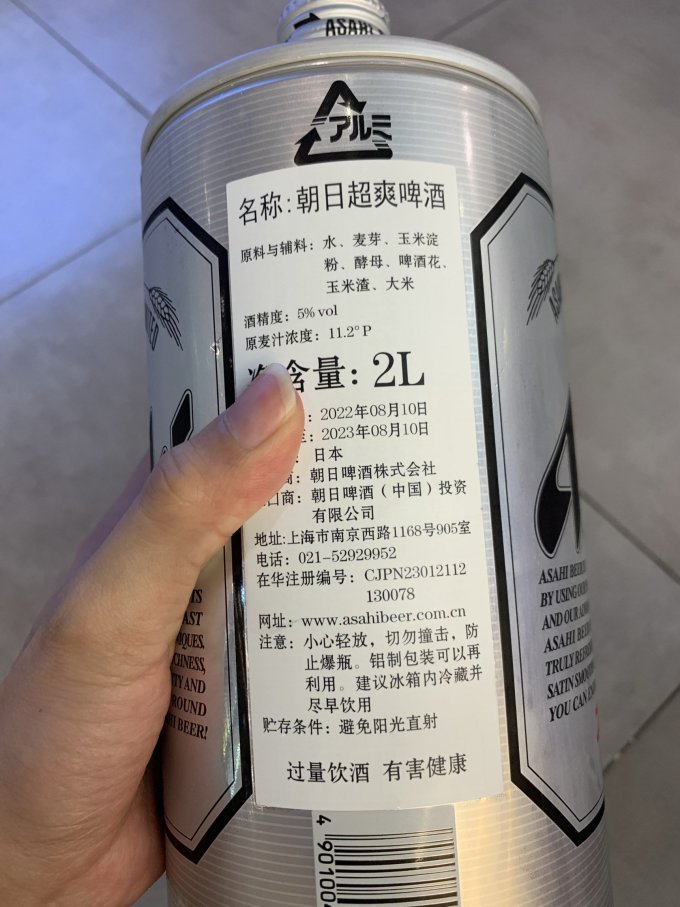 ASAHI
アルミ
名称：朝日超爽啤酒
原料与辅料：水、麦芽、玉米淀
粉、酵母、啤酒花、
玉米渣、大米
酒精度：5% vol
原麦汁浓度：11.2° P
含量：2L
：2022年08月10日
：2023年08月10日
：日本
商：朝日啤酒株式会社
口商：朝日啤酒（中国）投资
有限公司
地址:上海市南京西路1168号905室
电话：021-52929952
在华注册编号：CJPN23012112
130078
网址：www.asahibeer.com.cn
注意：小心轻放，切勿撞击，防
止爆瓶。铝制包装可以再
利用。建议冰箱内冷藏并
尽早饮用
贮存条件：避免阳光直射
过量饮酒 有害健康
4 901004
ASAHI BEER
BY USING
AND OUR
ASAHI BEER
TRULY
SATIN
YOU CAN
AST
QUES,
CHNESS,
TY AND
ROUND
HI BEER!